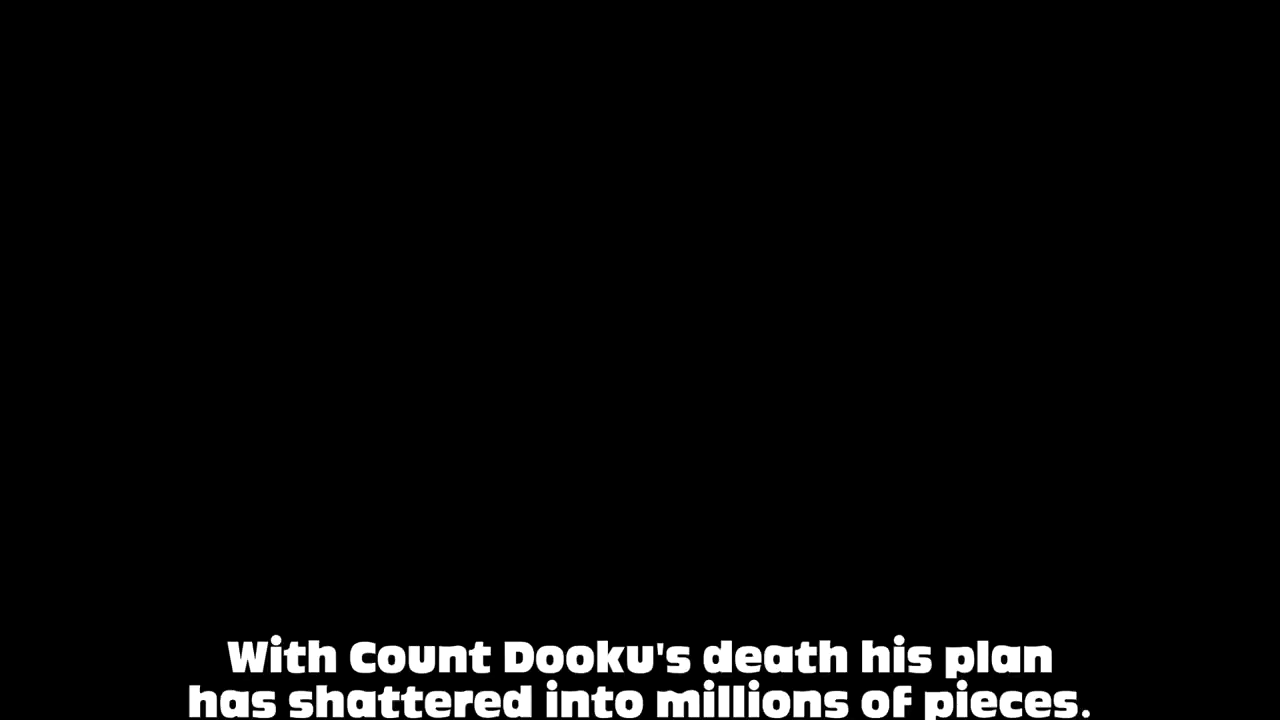 With Count Dooku's death his plan
has shattered into millions of pieces.